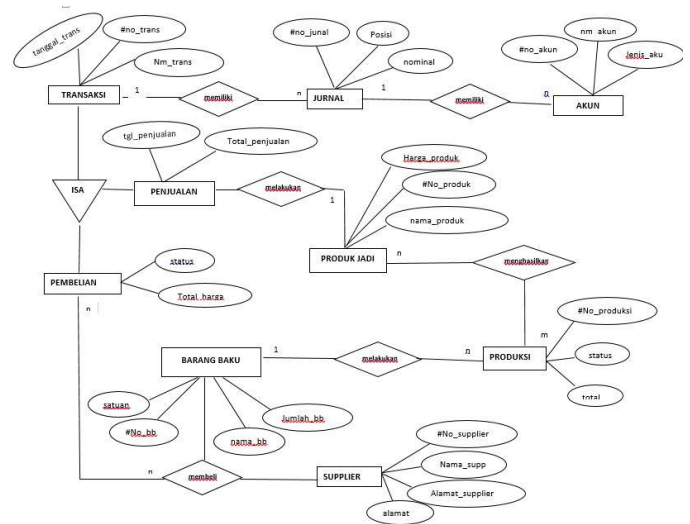 tanggal_trans
#no_trans
Nm_trans
TRANSAKSI
1
memiliki
n
#no_junal
Posisi
nominal
JURNAL
1
memiliki
n
#no_akun
nm_akun
Jenis_aku
AKUN
tgl_penjualan
Total_penjualan
ISA
PENJUALAN
melakukan
1
Harga_produk
#No_produk
nama_produk
PRODUK JADI
n
menghasilkan
m
PEMBELIAN
n
status
Total_harga
BARANG BAKU
1
melakukan
n
PRODUKSI
#No_produksi
status
total
satuan
#No_bb
nama_bb
Jumlah_bb
n
membeli
SUPPLIER
#No_supplier
Nama_supp
Alamat_supplier
alamat